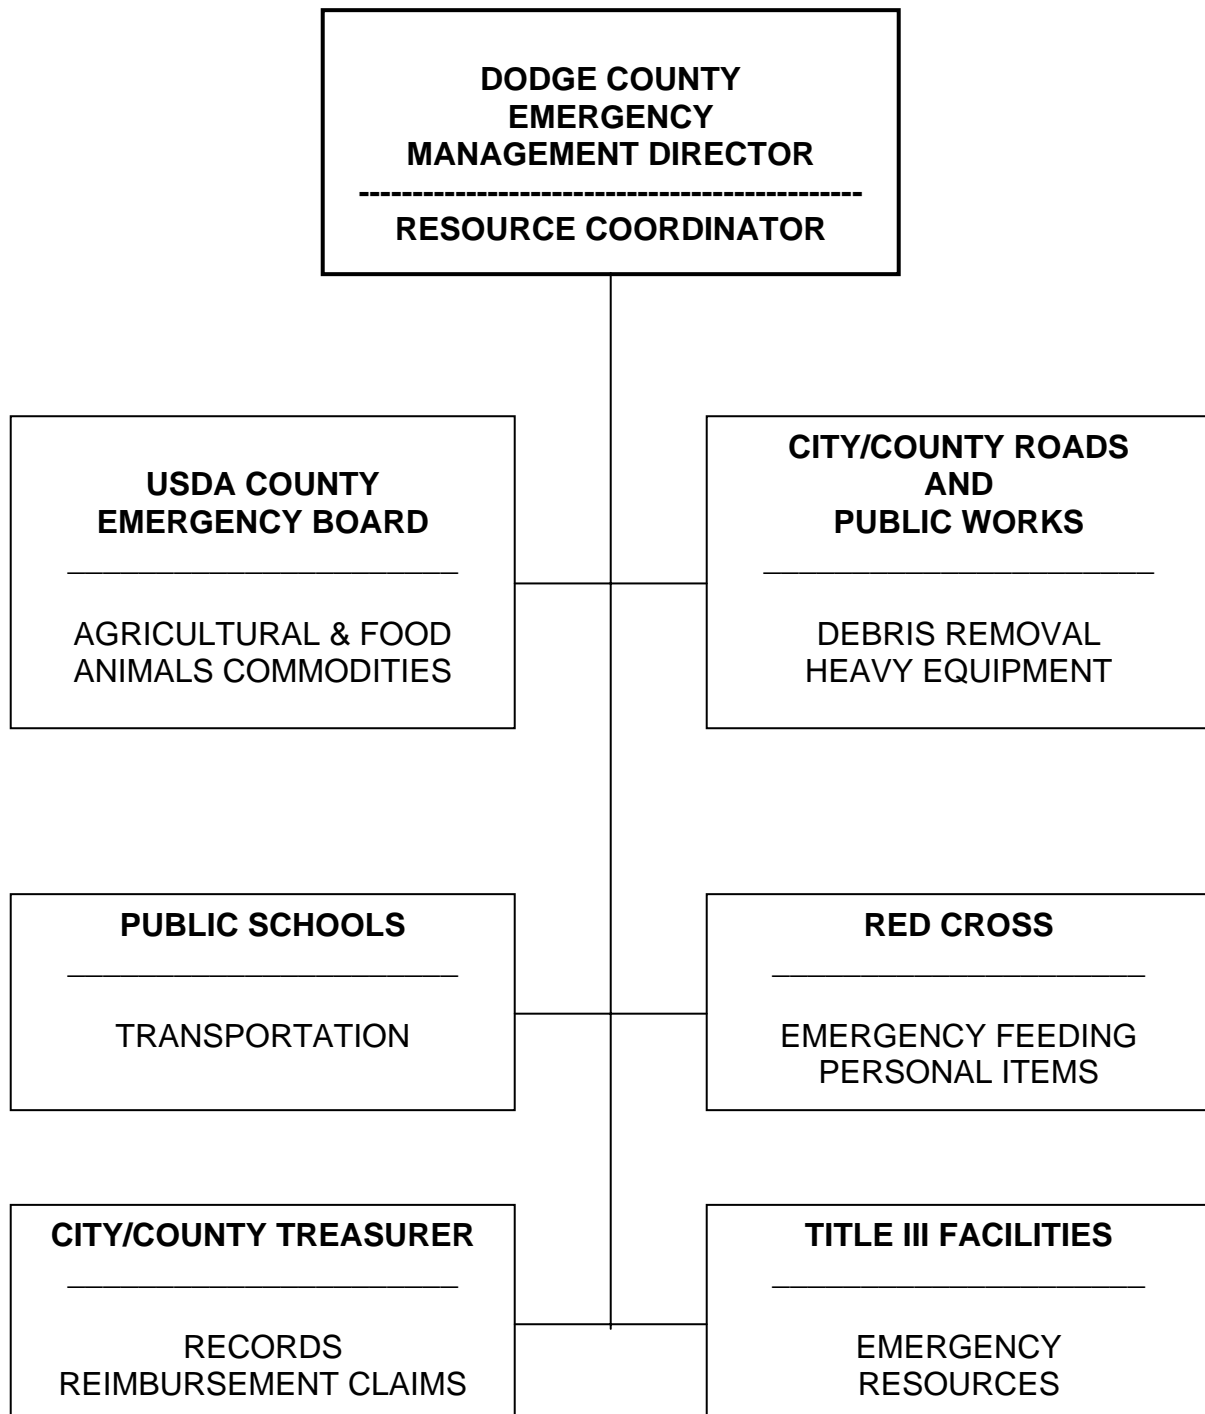 DODGE COUNTY
EMERGENCY
MANAGEMENT DIRECTOR
-----------------------------------------------
RESOURCE COORDINATOR
USDA COUNTY
EMERGENCY BOARD
AGRICULTURAL & FOOD
ANIMALS COMMODITIES
CITY/COUNTY ROADS
AND
PUBLIC WORKS
DEBRIS REMOVAL
HEAVY EQUIPMENT
PUBLIC SCHOOLS
TRANSPORTATION
RED CROSS
EMERGENCY FEEDING
PERSONAL ITEMS
CITY/COUNTY TREASURER
RECORDS
REIMBURSEMENT CLAIMS
TITLE III FACILITIES
EMERGENCY
RESOURCES